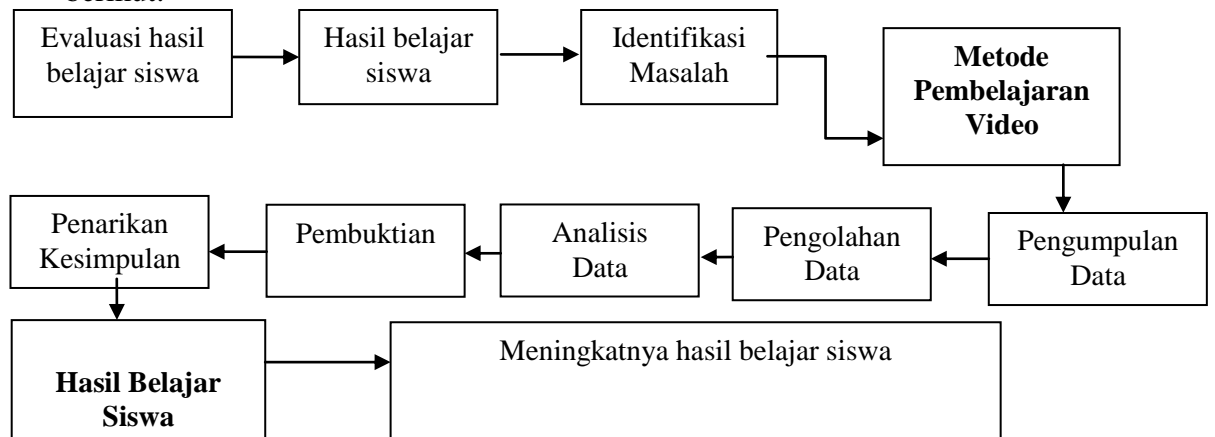 berikut:
Evaluasi hasil
belajar siswa
Hasil belajar
siswa
Identifikasi
Masalah
Metode
Pembelajaran
Video
Pengumpulan
Data
Pengolahan
Data
Analisis
Data
Pembuktian
Penarikan
Kesimpulan
Hasil Belajar
Siswa
Meningkatnya hasil belajar siswa